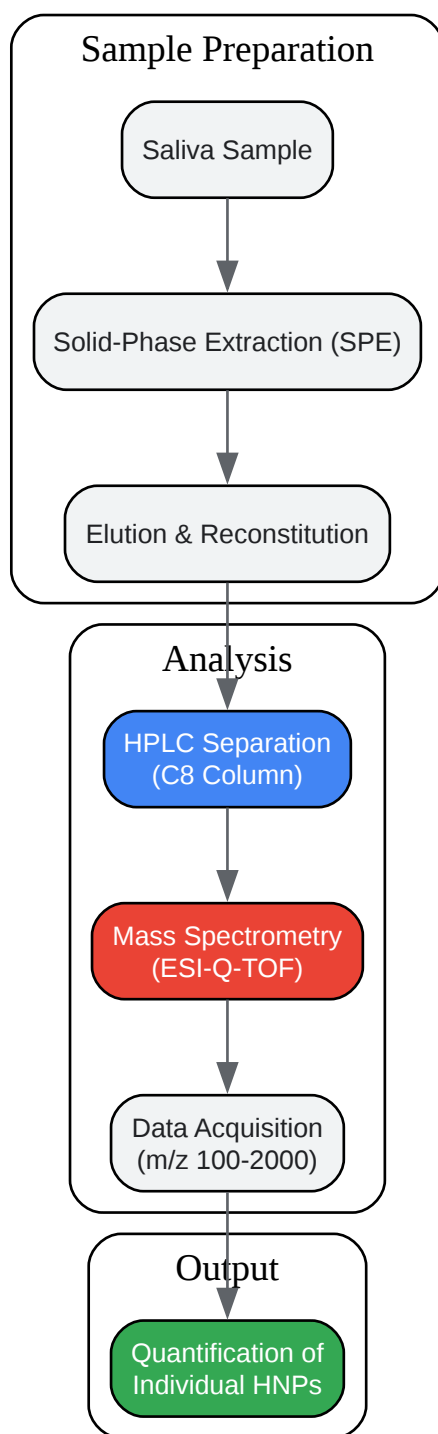 Sample Preparation
Saliva Sample
Solid-Phase Extraction (SPE)
Elution & Reconstitution
Analysis
HPLC Separation
(C8 Column)
Mass Spectrometry
(ESI-Q-TOF)
Data Acquisition
(m/z 100-2000)
Output
Quantification of
Individual HNPs